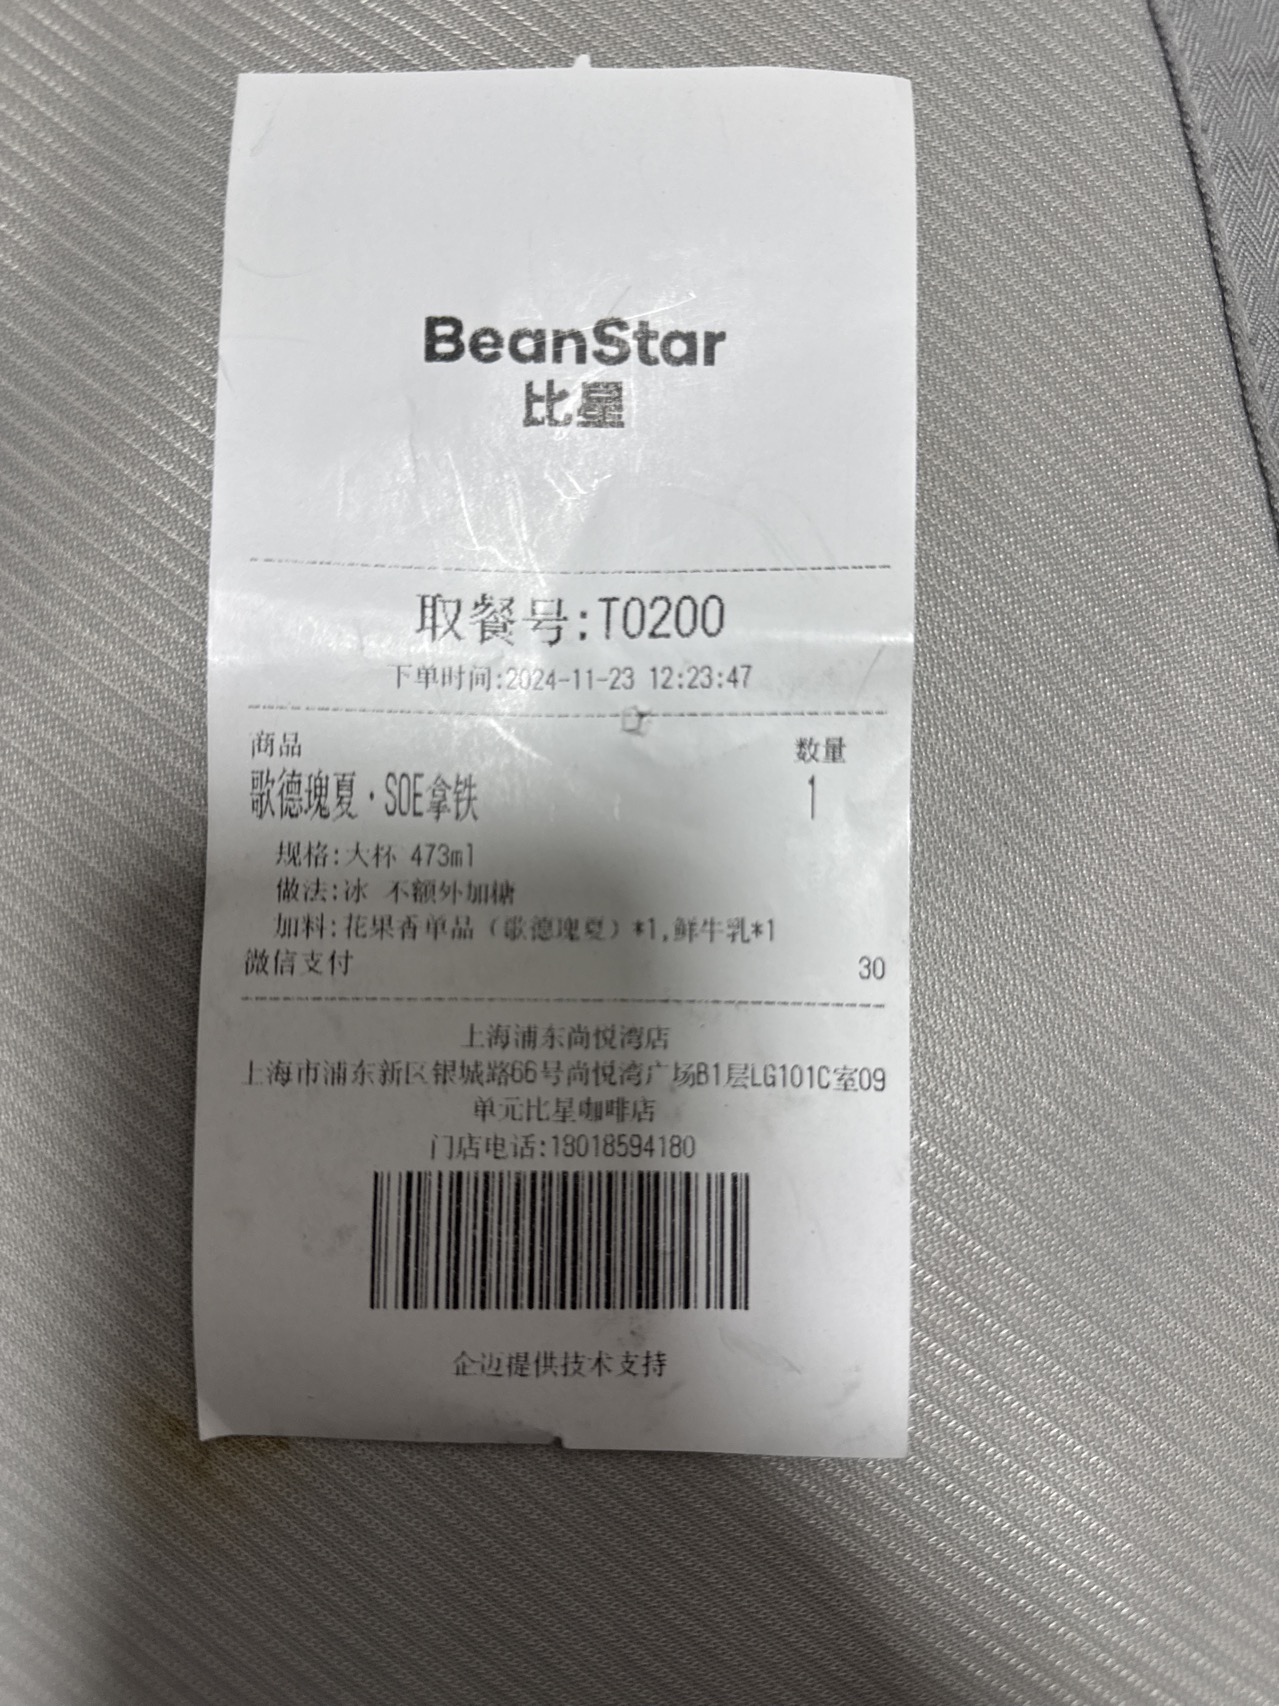 BeanStar
比星
取餐号:T0200
下单时间:2024-11-23 12:23:47
商品 数量
歌德瑰夏·SOE拿铁 1
规格:大杯 473ml
做法:冰 不额外加糖
加料:花果香单品（歌德瑰夏）*1,鲜牛乳*1
微信支付 30
上海浦东尚悦湾店
上海市浦东新区银城路66号尚悦湾广场B1层LG101C室09
单元比星咖啡店
门店电话:18018594180
企迈提供技术支持